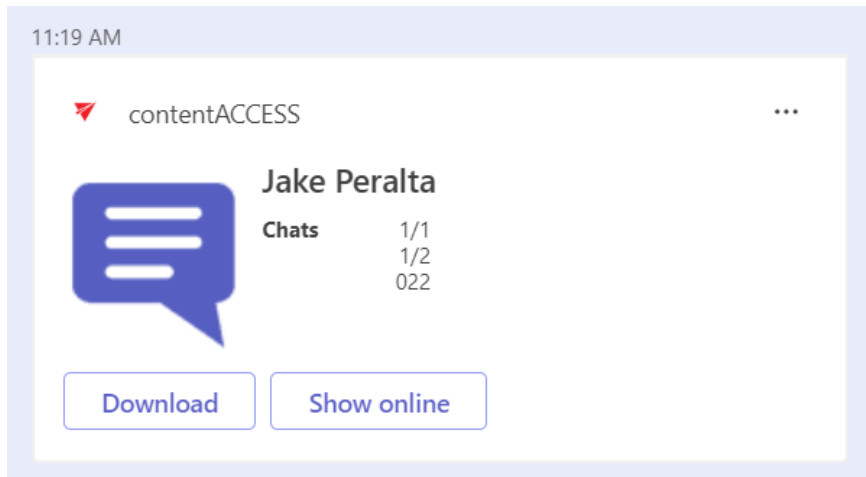 11:19 AM
contentACCESS
Jake Peralta
Chats 1/1
1/2
022
Download Show online